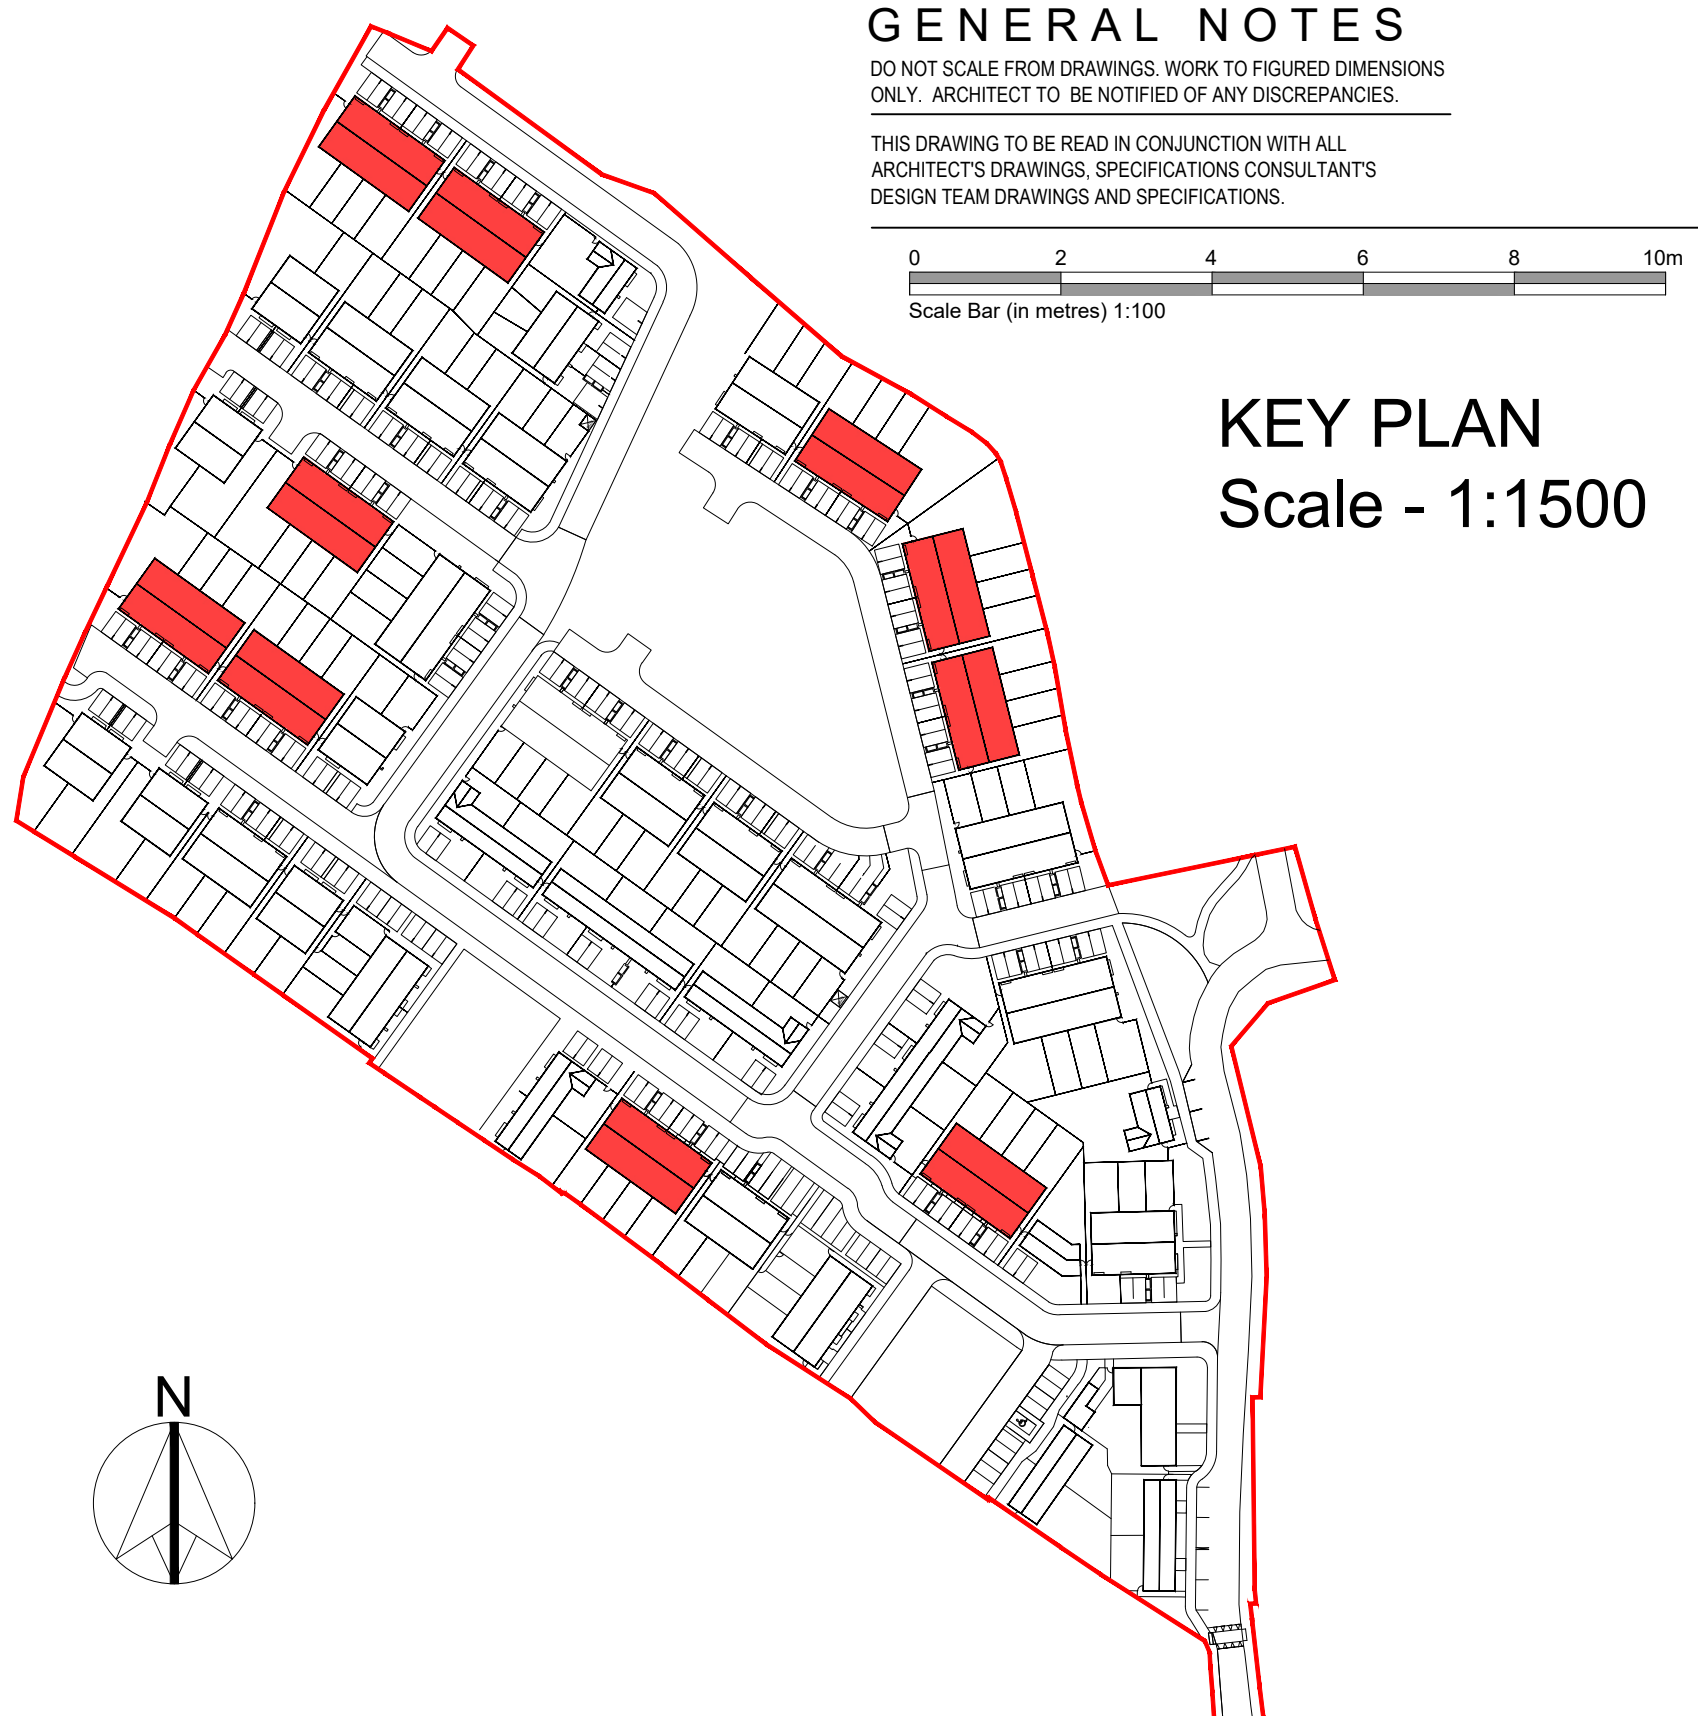 GENERAL NOTES
DO NOT SCALE FROM DRAWINGS. WORK TO FIGURED DIMENSIONS
ONLY. ARCHITECT TO BE NOTIFIED OF ANY DISCREPANCIES.
THIS DRAWING TO BE READ IN CONJUNCTION WITH ALL
ARCHITECT'S DRAWINGS, SPECIFICATIONS CONSULTANT'S
DESIGN TEAM DRAWINGS AND SPECIFICATIONS.
0 2 4 6 8 10m
Scale Bar (in metres) 1:100
KEY PLAN
Scale - 1:1500
N